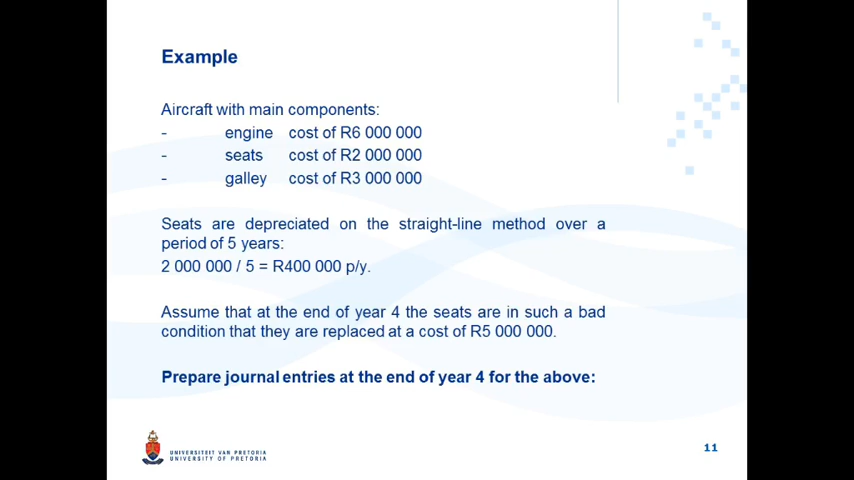 Example
Aircraft with main components:
- engine cost of R6 000 000
- seats cost of R2 000 000
- galley cost of R3 000 000
Seats are depreciated on the straight-line method over a
period of 5 years:
2 000 000 / 5 = R400 000 p/y.
Assume that at the end of year 4 the seats are in such a bad
condition that they are replaced at a cost of R5 000 000.
Prepare journal entries at the end of year 4 for the above:
UNIVERSITEIT VAN PRETORIA
UNIVERSITY OF PRETORIA
11